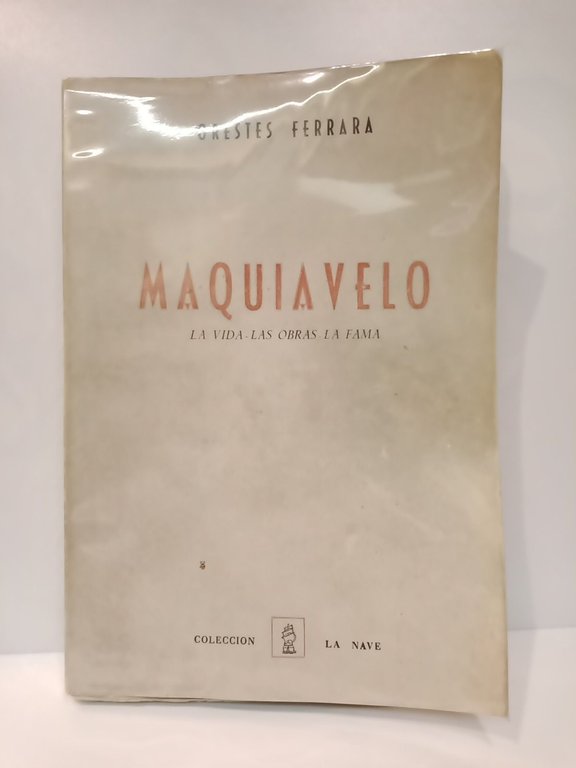 ORESTES FERRARA
MAQUIAVELO
LA VIDA-LAS OBRAS LA FAMA
COLECCION LA NAVE